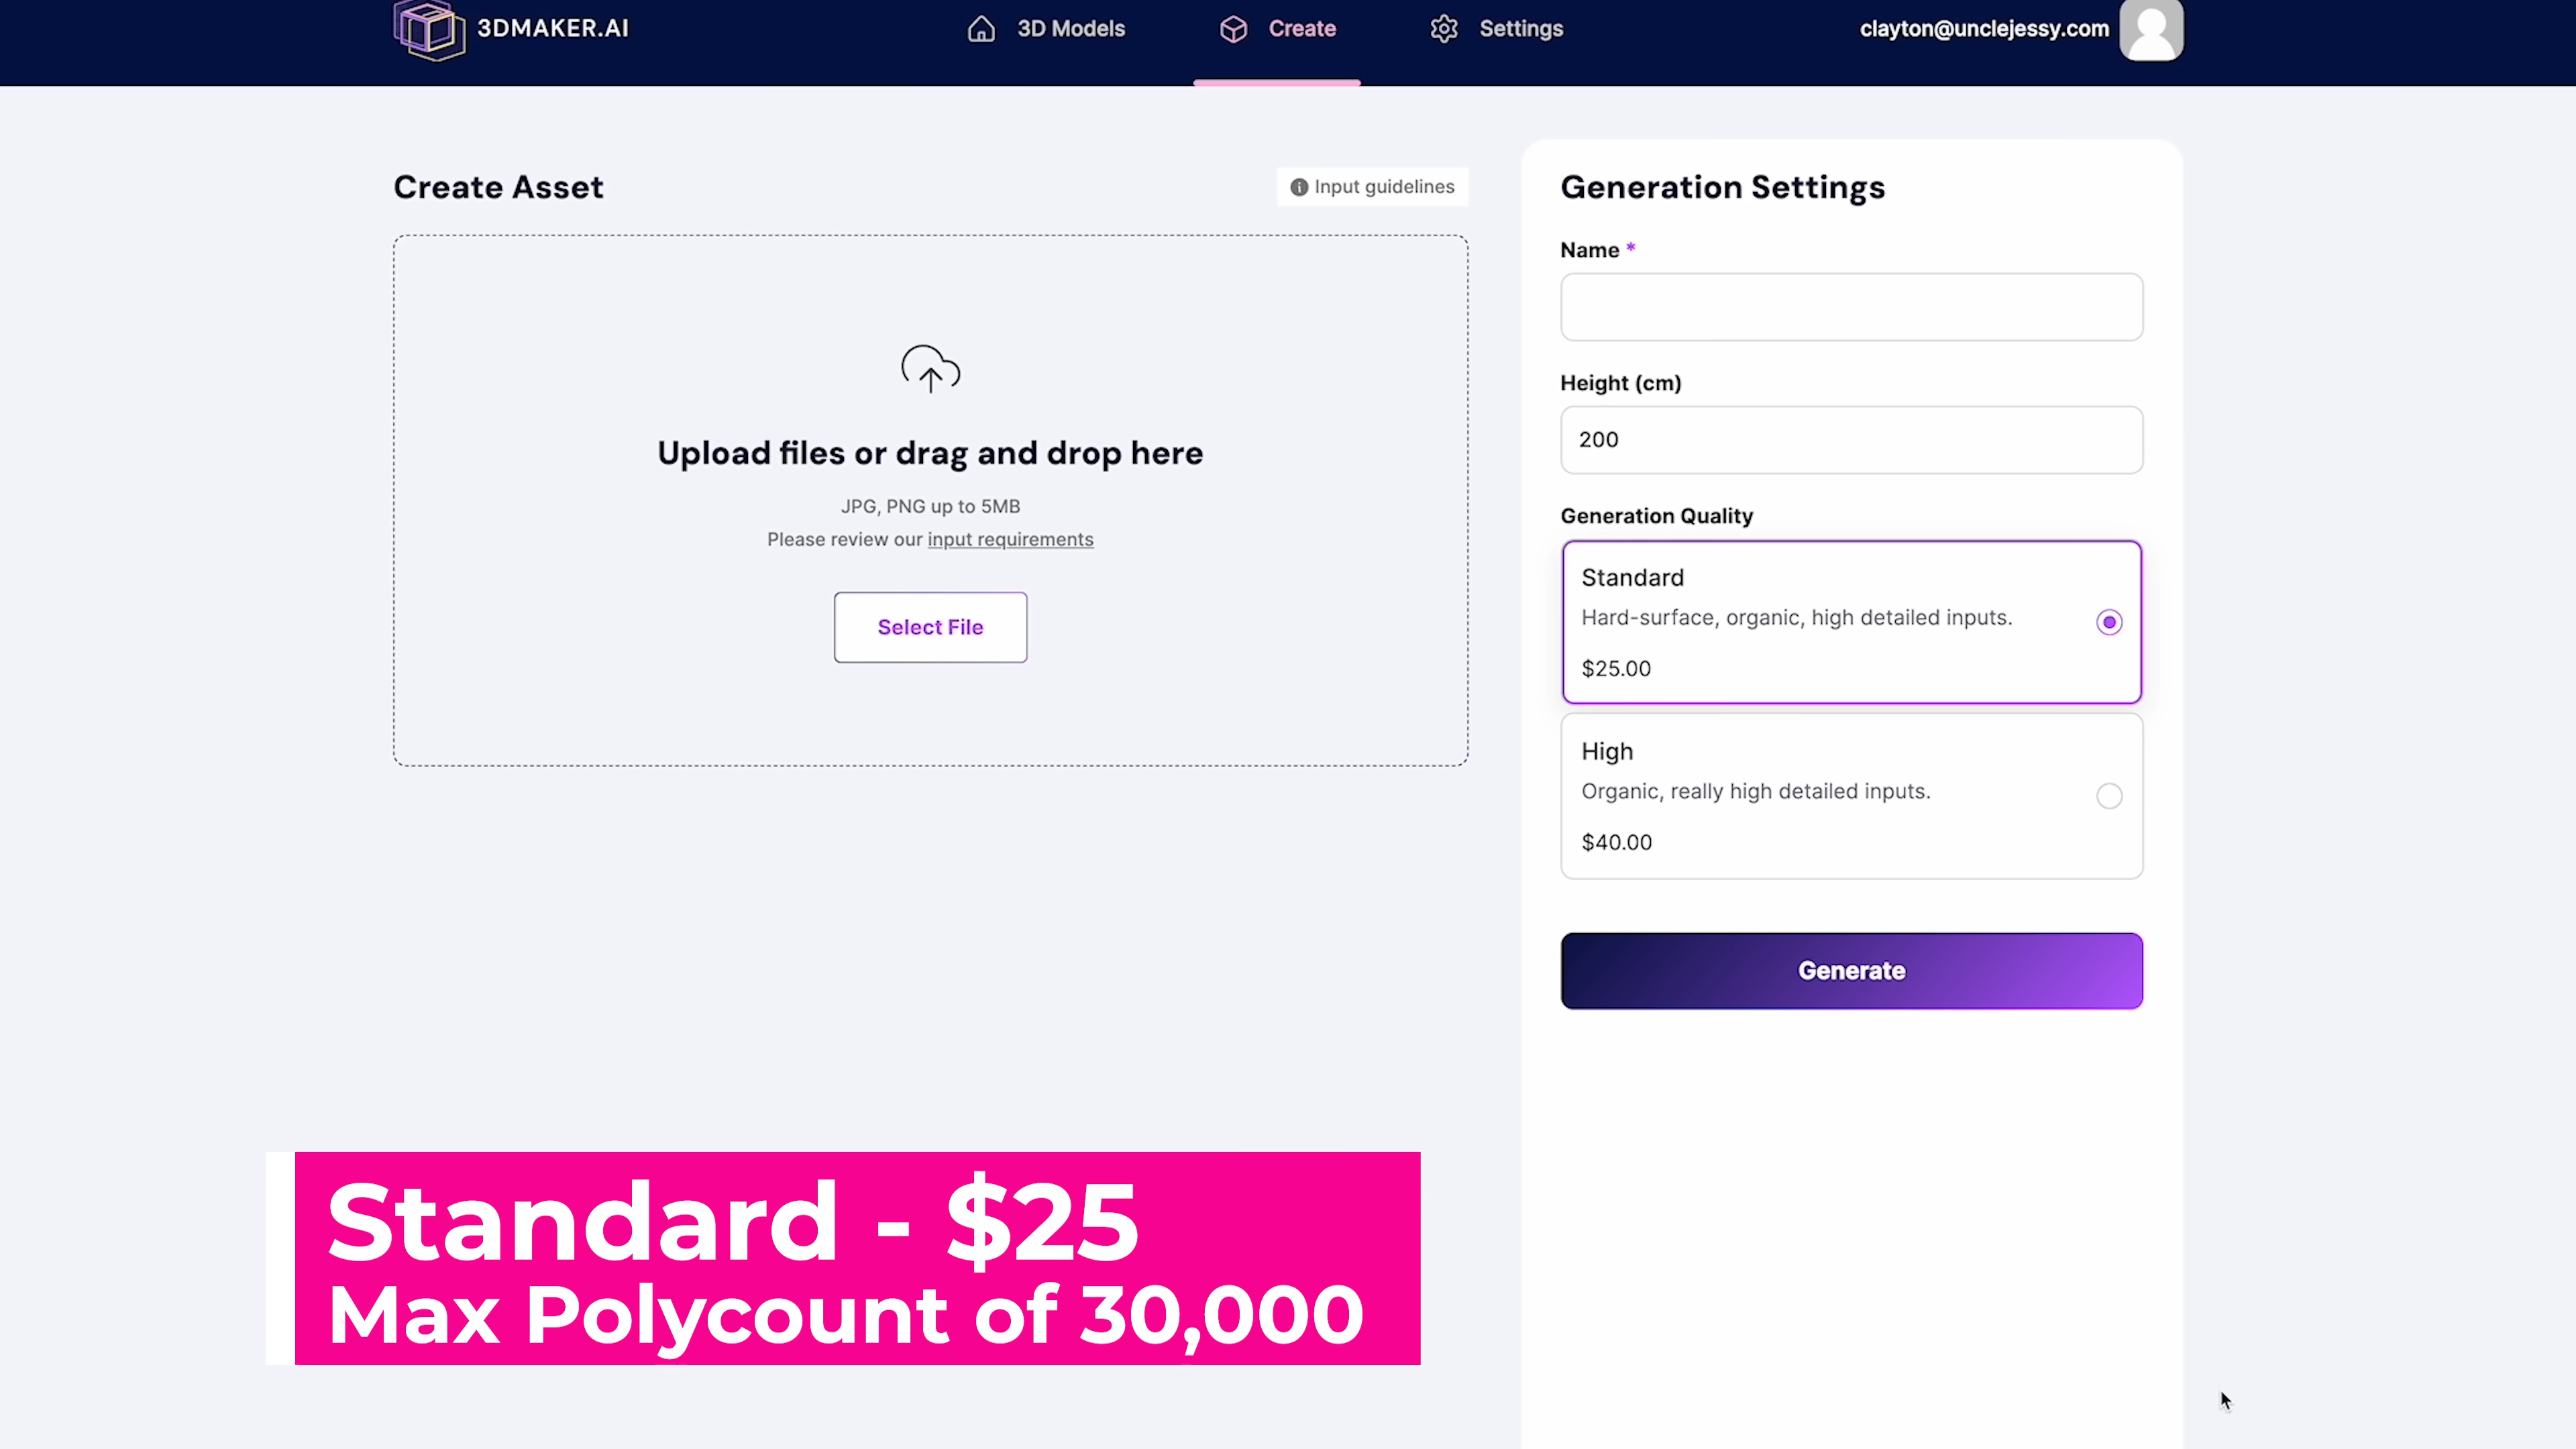 3DMAKER.AI
3D Models
Create
Settings
clayton@unclejessy.com
Create Asset
Input guidelines
Upload files or drag and drop here
JPG, PNG up to 5MB
Please review our input requirements
Select File
Generation Settings
Name *
Height (cm)
200
Generation Quality
Standard
Hard-surface, organic, high detailed inputs.
$25.00
High
Organic, really high detailed inputs.
$40.00
Generate
Standard - $25
Max Polycount of 30,000